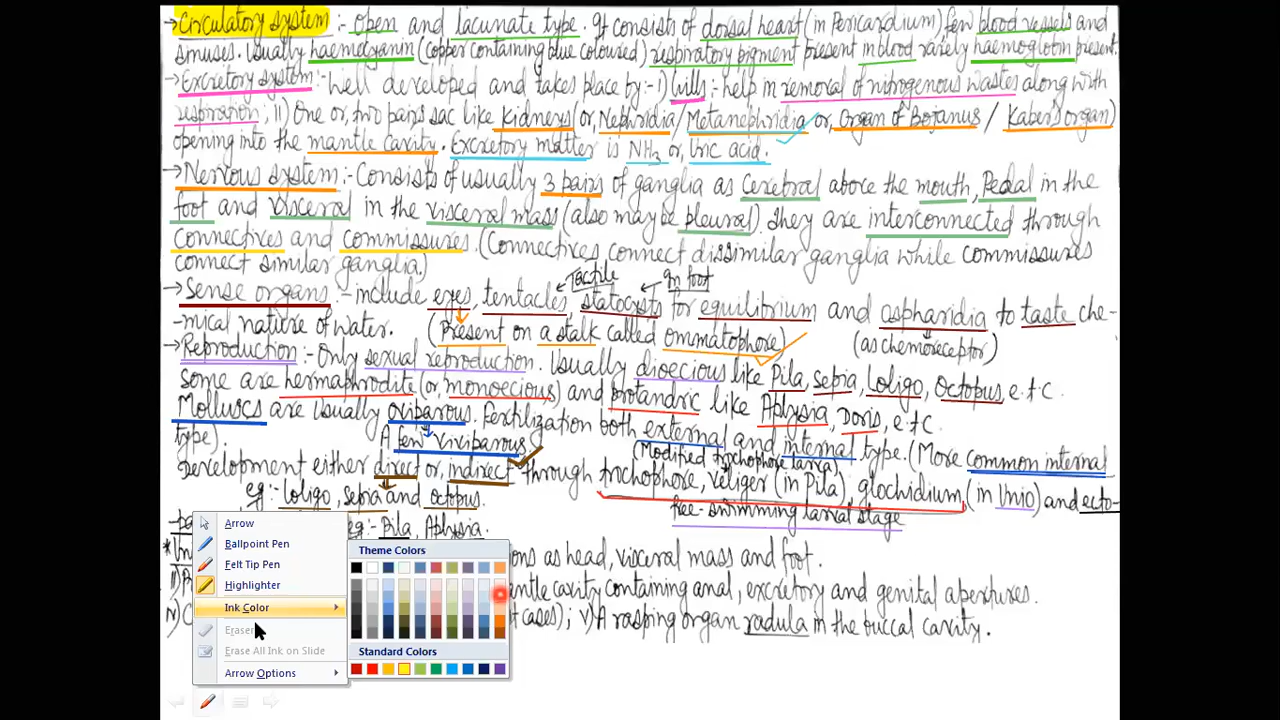 →Circulatory system :- open and lacunate type. It consists of dorsal heart (in Pericardium) few blood vessels and
sinuses. Usually haemocyanin (copper containing blue coloured) respiratory pigment present in blood rarely haemogloBin present.
→Excretory system :- Well developed and takes place by :- i) Gills :- help in removal of nitrogenous wastes along with
respiration, ii) One or, two pairs sac like kidneys or, Nephridia/Metanephridia or, Organ of Bojanus / Kaber's organ)
opening into the mantle cavity. Excretory matter is NH3 or, Uric acid.
→Nervous system :- Consists of usually 3 pairs of ganglia as Cerebral above the mouth, Pedal in the
foot and visceral in the visceral mass (also may be pleural). They are interconnected through
connectives and commissures. (Connectives connect dissimilar ganglia while commissures
connect similar ganglia.)
Tactile In foot
→Sense organs :- include eyes, tentacles, statocysts for equilibrium and asphardia to taste che-
-mical nature of water. (Present on a stalk called ommatophore) (as chemoreceptor)
→Reproduction :- Only sexual reproduction. Usually dioecious like Pila, sepia, Loligo, Octopus e.t.c.
Some are hermaphrodite (or, monoecious) and protandric like Aplysia, Doris, e.t.c.
Molluscs are usually oviparous. Fertilization both external and internal type. (More common internal
type). A few viviparous
(Modified trochophore larva)
Development either direct or, indirect through trochophore, veliger (in Pila), glochidium (in Unio) and ecto-
eg:- Loligo, sepia and octopus. free-swimming larval stage
eg:- Pila, Aplysia.
ons as head, visceral mass and foot.
ntle cavity containing anal, excretory and genital apertures.
t cases); v) A rasping organ radula in the buccal cavity.
Arrow
Ballpoint Pen
Felt Tip Pen
Highlighter
Ink Color
Eraser
Erase All Ink on Slide
Arrow Options
Theme Colors
Standard Colors